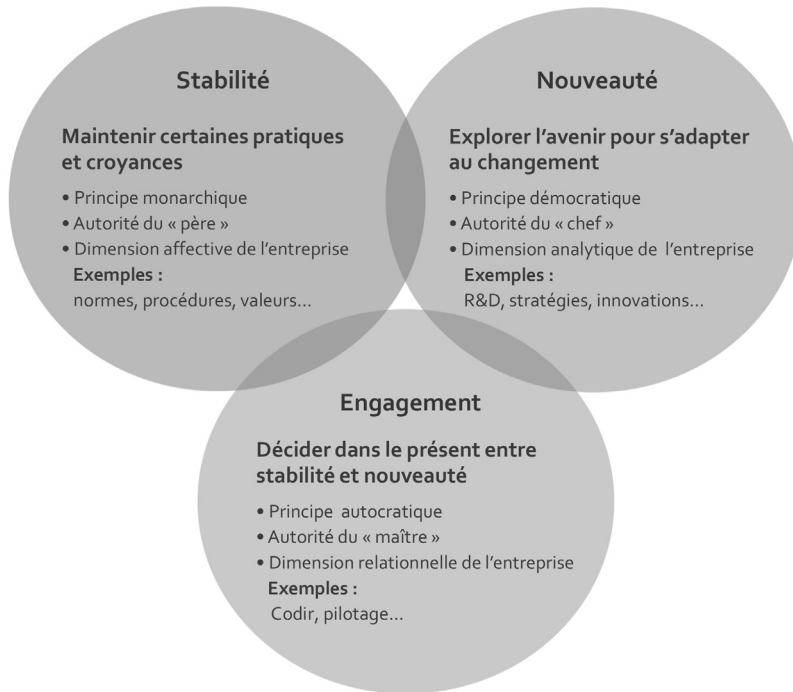 Stabilité
Maintenir certaines pratiques
et croyances
• Principe monarchique
• Autorité du « père »
• Dimension affective de l'entreprise
Exemples :
normes, procédures, valeurs...
Nouveauté
Explorer l'avenir pour s'adapter
au changement
• Principe démocratique
• Autorité du « chef »
• Dimension analytique de l'entreprise
Exemples :
R&D, stratégies, innovations...
Engagement
Décider dans le présent entre
stabilité et nouveauté
• Principe autocratique
• Autorité du « maître »
• Dimension relationnelle de l'entreprise
Exemples :
Codir, pilotage...